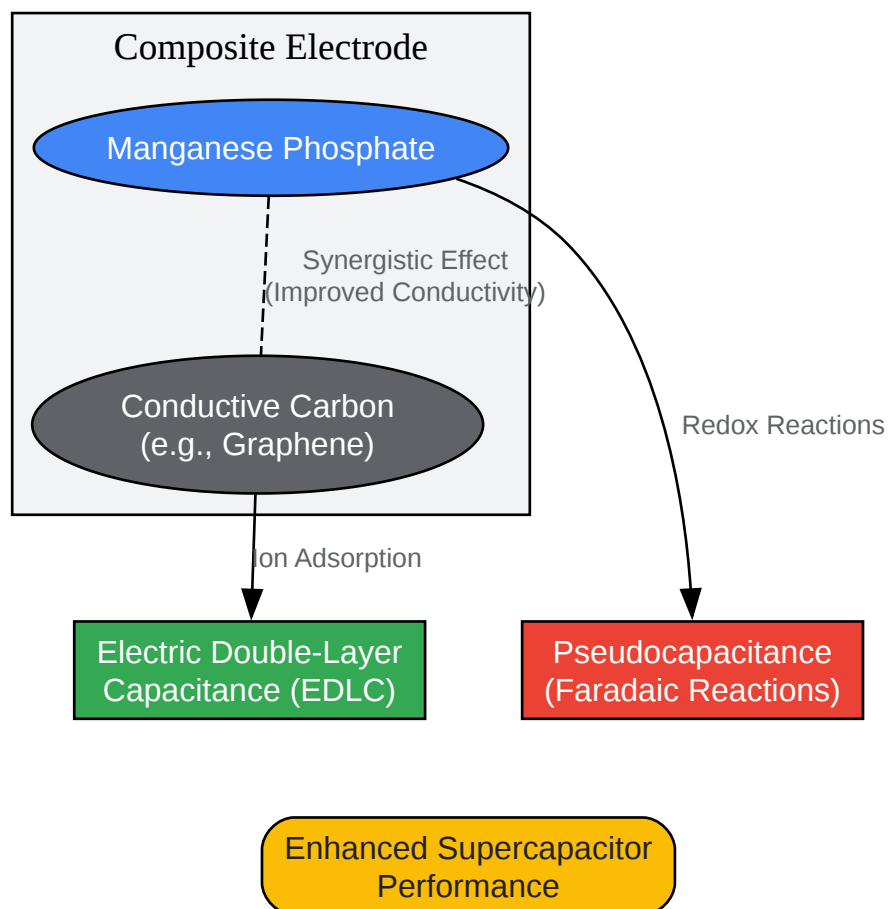 Composite Electrode
Manganese Phosphate
Synergistic Effect
(Improved Conductivity)
Conductive Carbon
(e.g., Graphene)
Redox Reactions
Ion Adsorption
Electric Double-Layer
Capacitance (EDLC)
Pseudocapacitance
(Faradaic Reactions)
Enhanced Supercapacitor
Performance